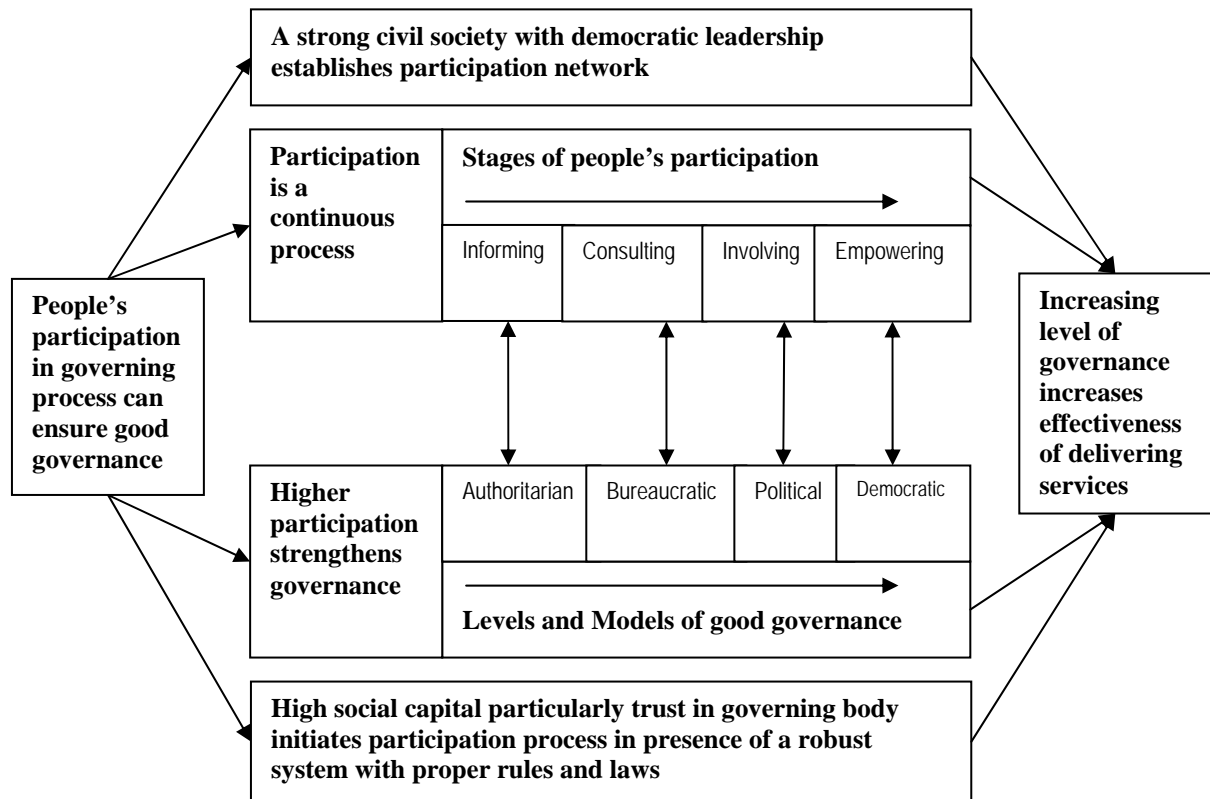 A strong civil society with democratic leadership
establishes participation network
Participation
is a
continuous
process
Stages of people's participation
Informing
Consulting
Involving
Empowering
People's
participation
in governing
process can
ensure good
governance
Increasing
level of
governance
increases
effectiveness
of delivering
services
Higher
participation
strengthens
governance
Authoritarian
Bureaucratic
Political
Democratic
Levels and Models of good governance
High social capital particularly trust in governing body
initiates participation process in presence of a robust
system with proper rules and laws